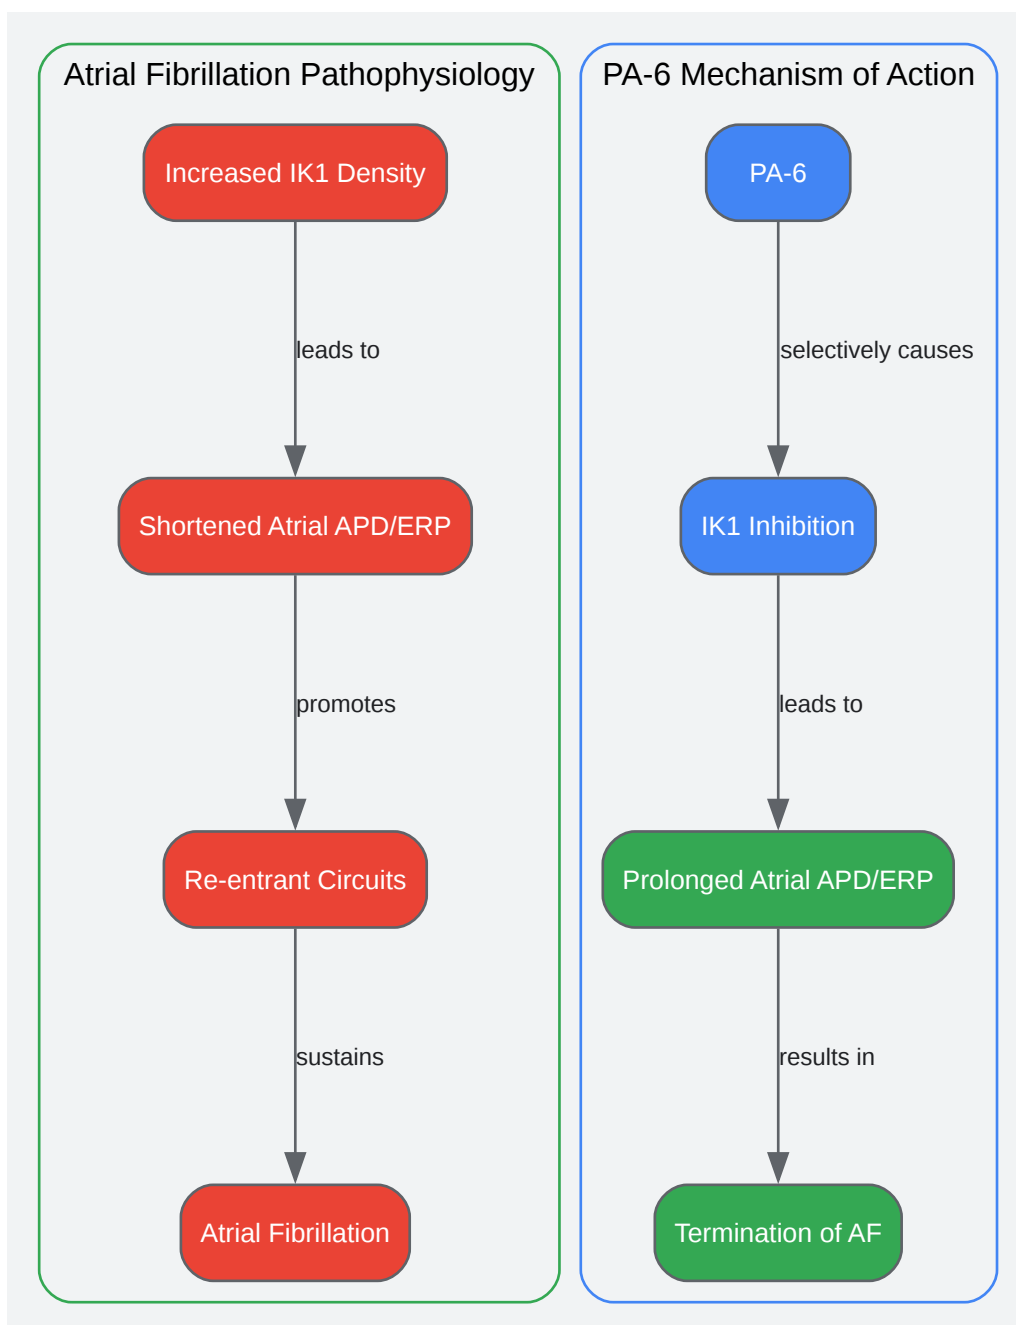 Atrial Fibrillation Pathophysiology
Increased IK1 Density
leads to
Shortened Atrial APD/ERP
promotes
Re-entrant Circuits
sustains
Atrial Fibrillation
PA-6 Mechanism of Action
PA-6
selectively causes
IK1 Inhibition
leads to
Prolonged Atrial APD/ERP
results in
Termination of AF